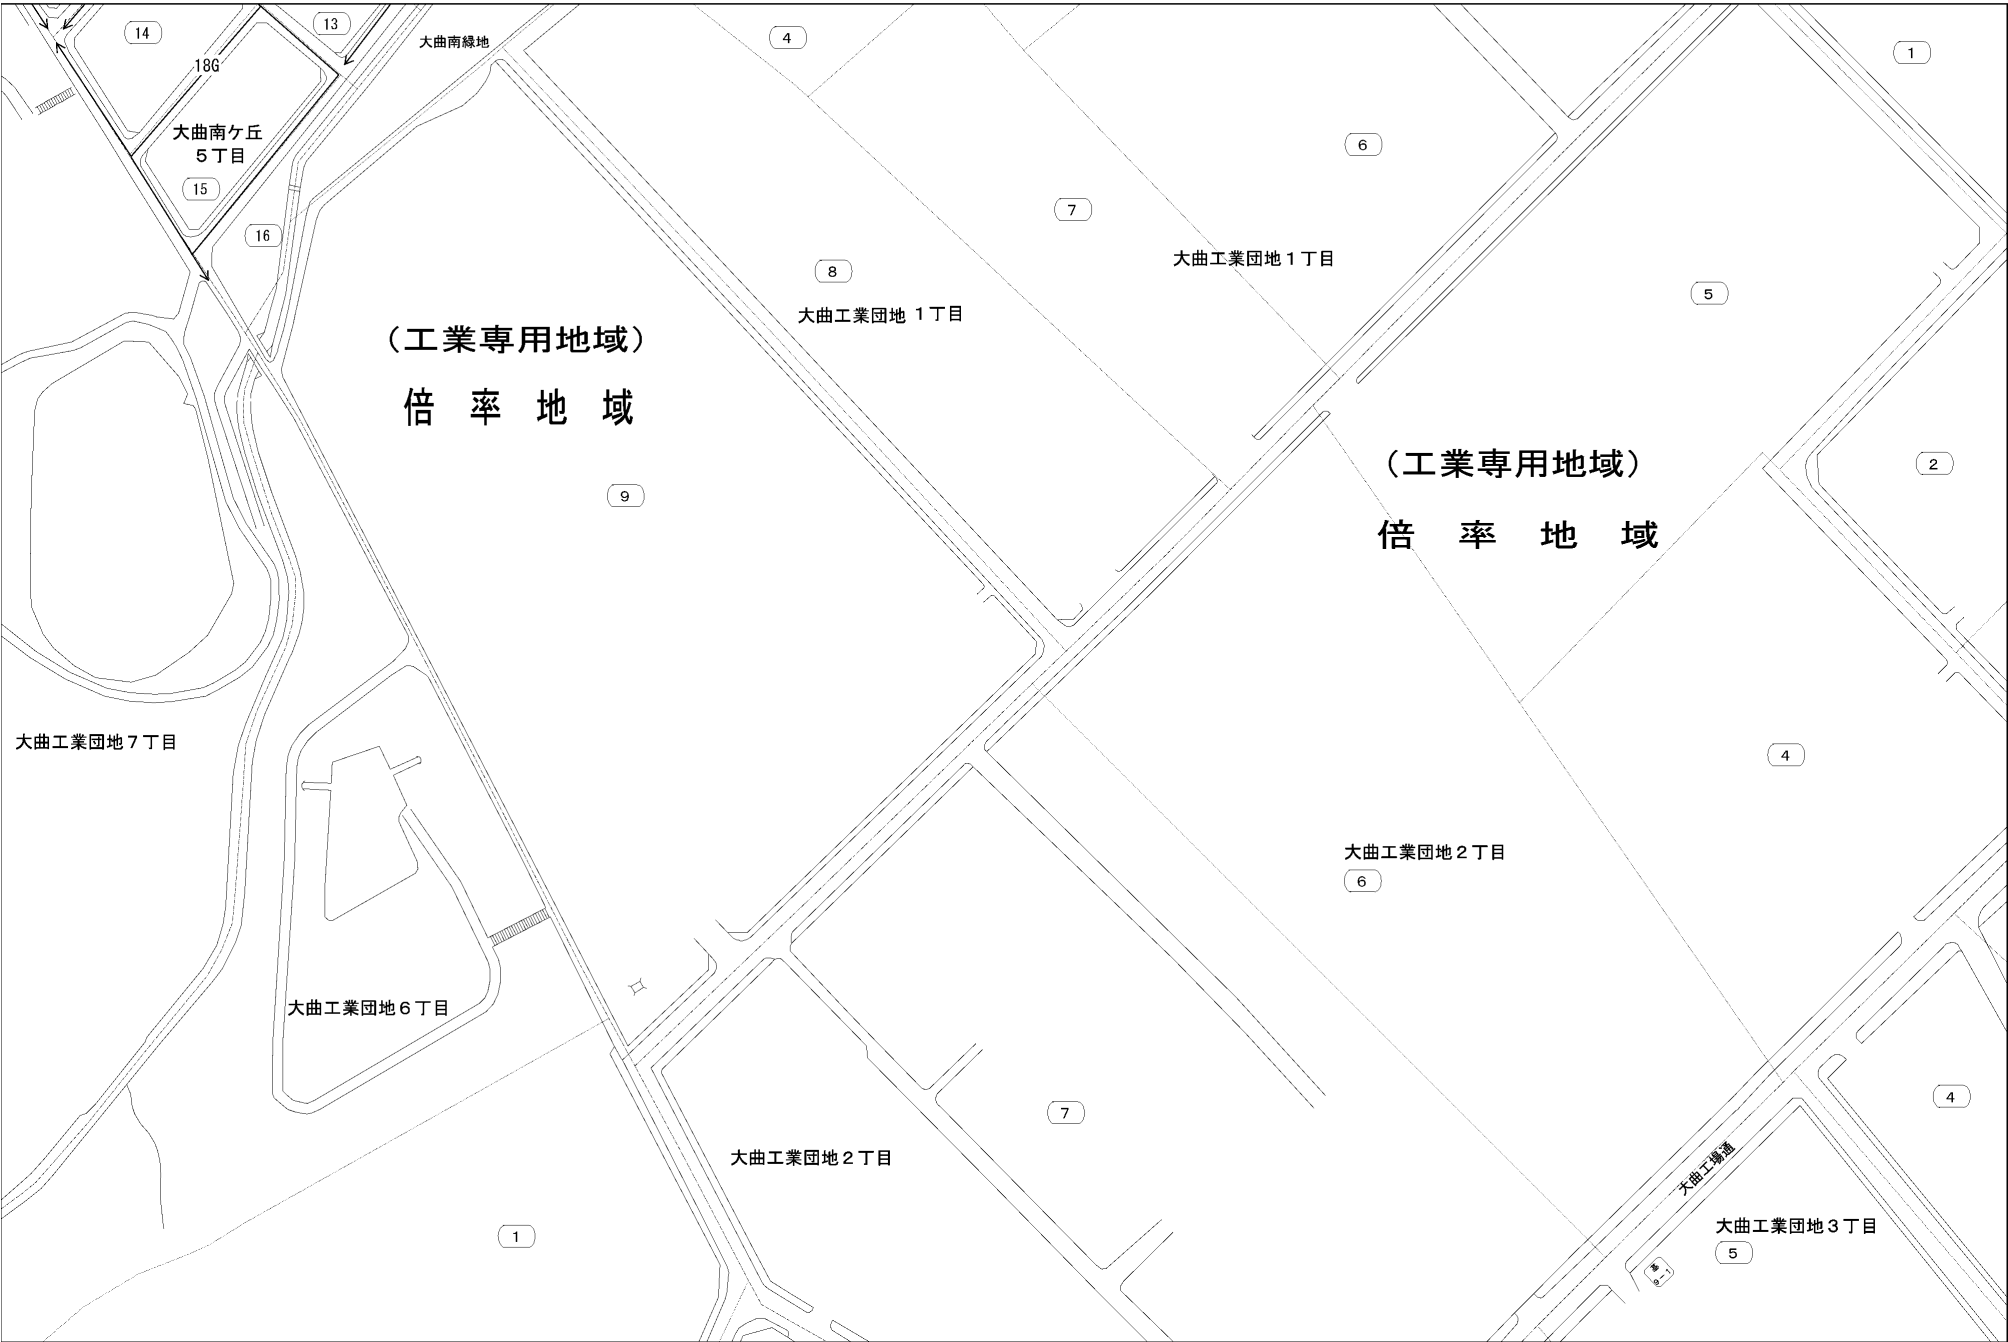 13
14
大曲南緑地
4
1
18G
大曲南ケ丘
5丁目
6
15
7
16
大曲工業団地1丁目
8
5
大曲工業団地 1丁目
(工業専用地域)
倍 率 地 域
(工業専用地域)
2
9
倍 率 地 域
大曲工業団地7丁目
4
大曲工業団地2丁目
6
大曲工業団地6丁目
4
7
大曲工業団地2丁目
大曲工場通
大曲工業団地3丁目
1
5
基
9-1